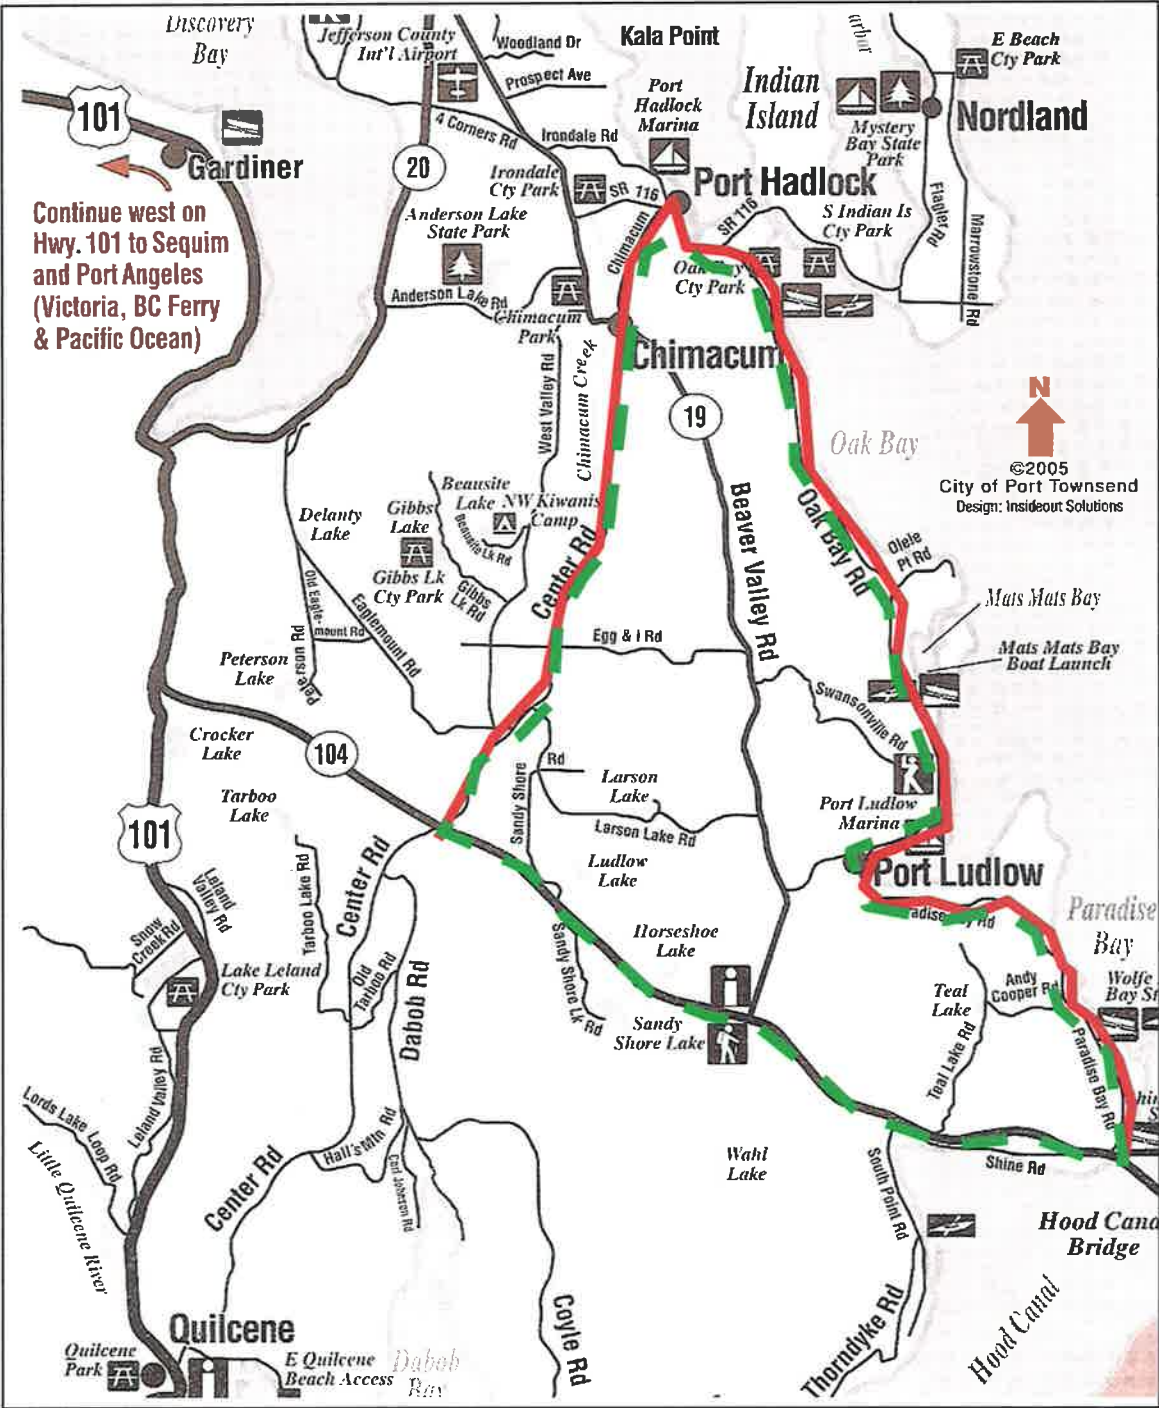 Discovery
Bay
Jefferson County
Int'l Airport
Woodland Dr
Prospect Ave
Kala Point
E Beach
Cty Park
Port
Hadlock
Marina
Indian
Island
Nordland
Mystery
Bay State
Park
101
Gardiner
20
4 Corners Rd
Irondale Rd
Irondale
Cty Park
SR 116
Port Hadlock
Continue west on
Hwy. 101 to Sequim
and Port Angeles
(Victoria, BC Ferry
& Pacific Ocean)
Anderson Lake
State Park
Chimacum
SR 116
S Indian Is
Cty Park
Flagler Rd
Marrowstone Rd
Cty Park
Anderson Lake Rd
Chimacum
Park
Chimacum
West Valley Rd
Chimacum Creek
19
N
Oak Bay
©2005
City of Port Townsend
Design: Insideout Solutions
Beausite
Lake
NW Kiwanis
Camp
Beausite Lk Rd
Gibbs
Lake
Gibbs Lk
Cty Park
Gibbs
Lk Rd
Delanty
Lake
Beaver Valley Rd
Oak Bay Rd
Olele
Pt Rd
Center Rd
Old Eagle-
mount Rd
Eaglemount Rd
Mats Mats Bay
Mats Mats Bay
Boat Launch
Egg & I Rd
Peterson
Lake
Peterson Rd
Swansonville Rd
Crocker
Lake
104
Sandy Shore
Rd
Larson
Lake
Port Ludlow
Marina
Tarboo
Lake
101
Larson Lake Rd
Ludlow
Lake
Port Ludlow
Leland
Valley Rd
Tarboo Lake Rd
Center Rd
Snow
Creek Rd
Paradise
Bay
Sandy Shore Lk Rd
Horseshoe
Lake
Lake Leland
Cty Park
Old
Tarboo Rd
Dabob Rd
Teal
Lake
Andy
Cooper Rd
Wolfe
Sandy
Shore Lake
Teal Lake Rd
Paradise Bay Rd
Leland Valley Rd
Lords Lake
Loop Rd
Hall's Mtn Rd
Carl Johnson Rd
Little Quilcene River
Center Rd
Wahl
Lake
South Point Rd
Shine Rd
Bridge
Hood Canal
Quilcene
Quilcene
Park
E Quilcene
Beach Access
Dabob
Bay
Coyle Rd
Thorndyke Rd